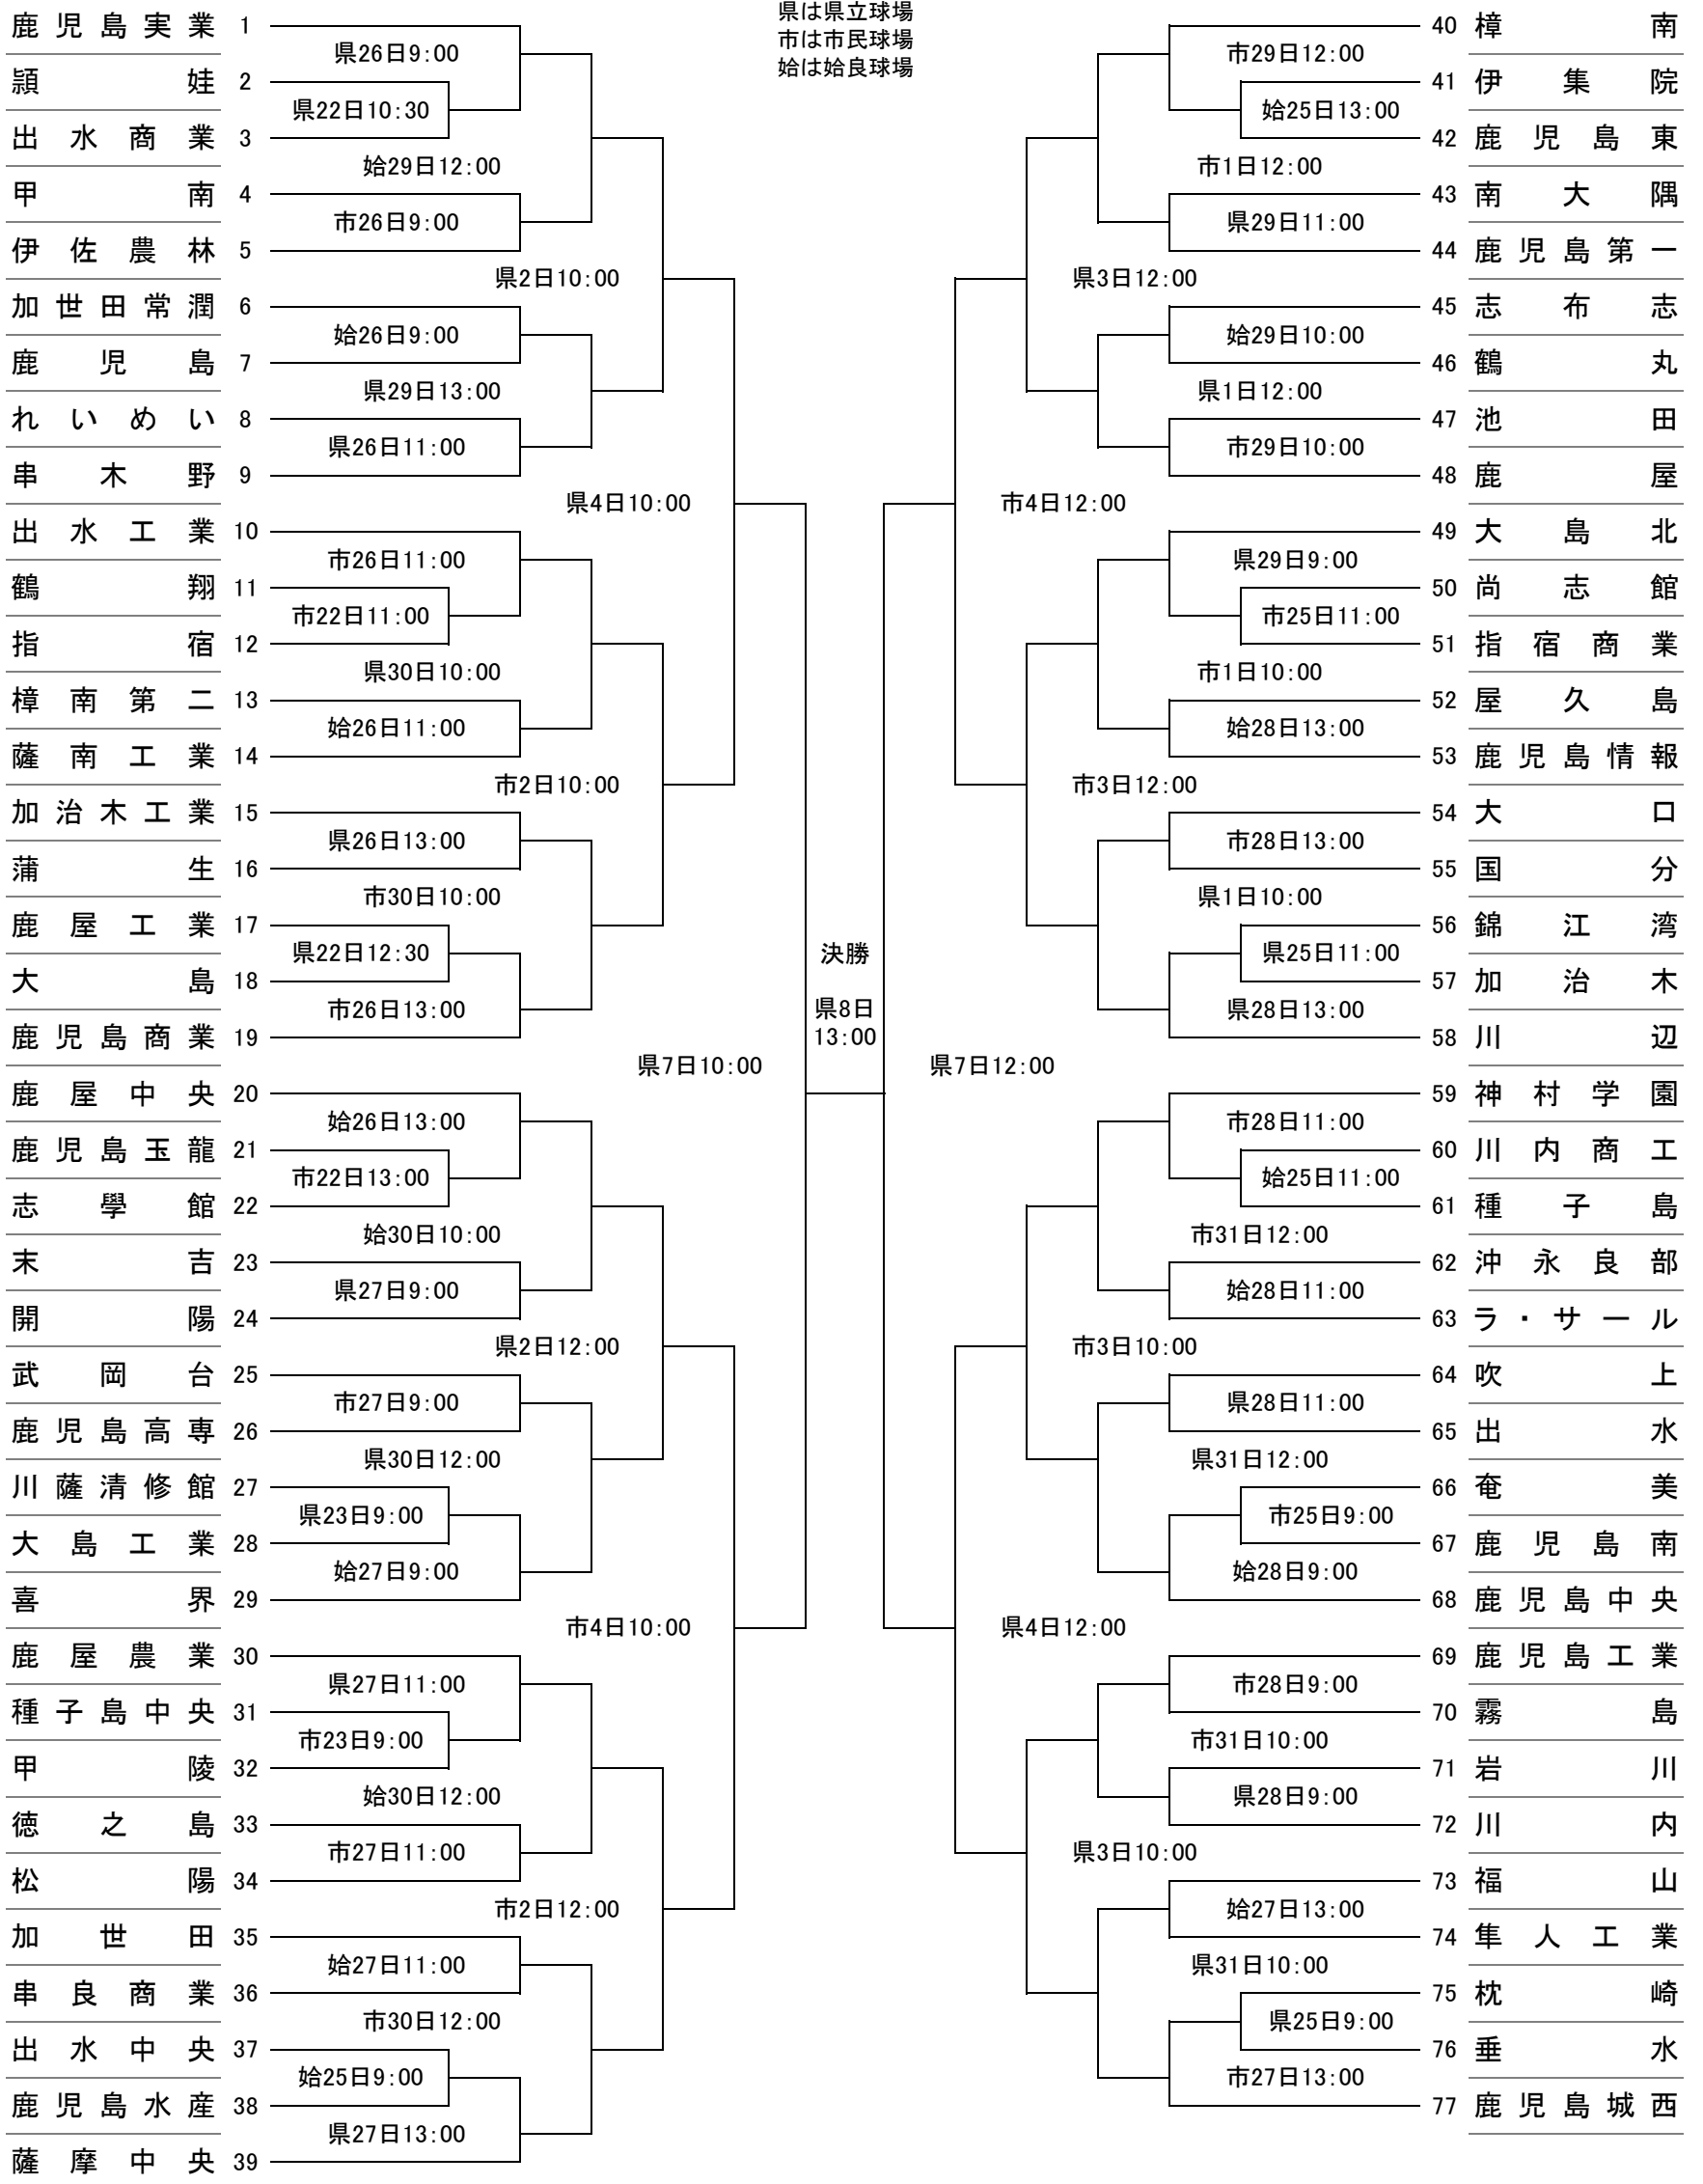 県は県立球場
市は市民球場
姶は姶良球場
鹿児島実業 1
県26日9:00
頴娃 2
県22日10:30
出水商業 3
姶29日12:00
甲南 4
市26日9:00
伊佐農林 5
県2日10:00
加世田常潤 6
姶26日9:00
鹿児島 7
県29日13:00
れいめい 8
県26日11:00
串木野 9
県4日10:00
出水工業 10
市26日11:00
鶴翔 11
市22日11:00
指宿 12
県30日10:00
樟南第二 13
姶26日11:00
薩南工業 14
市2日10:00
加治木工業 15
県26日13:00
蒲生 16
市30日10:00
鹿屋工業 17
県22日12:30
大島 18
市26日13:00
鹿児島商業 19
県7日10:00
鹿屋中央 20
姶26日13:00
鹿児島玉龍 21
市22日13:00
志學館 22
姶30日10:00
末吉 23
県27日9:00
開陽 24
県2日12:00
武岡台 25
市27日9:00
鹿児島高専 26
県30日12:00
川薩清修館 27
県23日9:00
大島工業 28
姶27日9:00
喜界 29
市4日10:00
鹿屋農業 30
県27日11:00
種子島中央 31
市23日9:00
甲陵 32
姶30日12:00
徳之島 33
市27日11:00
松陽 34
市2日12:00
加世田 35
姶27日11:00
串良商業 36
市30日12:00
出水中央 37
姶25日9:00
鹿児島水産 38
県27日13:00
薩摩中央 39
決勝
県8日
13:00
40 樟南
市29日12:00
41 伊集院
姶25日13:00
42 鹿児島東
市1日12:00
43 南大隅
県29日11:00
44 鹿児島第一
県3日12:00
45 志布志
姶29日10:00
46 鶴丸
県1日12:00
47 池田
市29日10:00
48 鹿屋
市4日12:00
49 大島北
県29日9:00
50 尚志館
市25日11:00
51 指宿商業
市1日10:00
52 屋久島
姶28日13:00
53 鹿児島情報
市3日12:00
54 大口
市28日13:00
55 国分
県1日10:00
56 錦江湾
県25日11:00
57 加治木
県28日13:00
58 川辺
県7日12:00
59 神村学園
市28日11:00
60 川内商工
姶25日11:00
61 種子島
市31日12:00
62 沖永良部
姶28日11:00
63 ラ・サール
市3日10:00
64 吹上
県28日11:00
65 出水
県31日12:00
66 奄美
市25日9:00
67 鹿児島南
姶28日9:00
68 鹿児島中央
県4日12:00
69 鹿児島工業
市28日9:00
70 霧島
市31日10:00
71 岩川
県28日9:00
72 川内
県3日10:00
73 福山
姶27日13:00
74 隼人工業
県31日10:00
75 枕崎
県25日9:00
76 垂水
市27日13:00
77 鹿児島城西